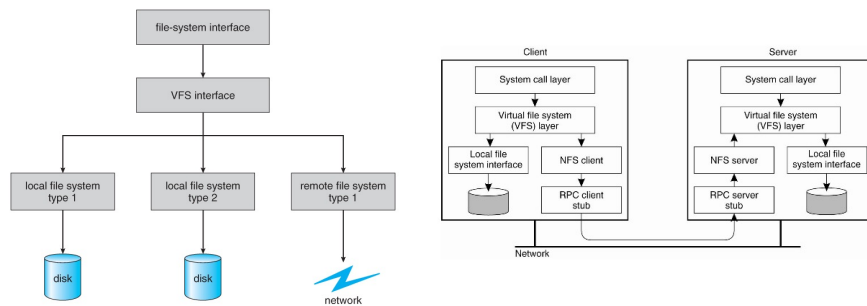 file-system interface
VFS interface
local file system
type 1
local file system
type 2
remote file system
type 1
disk
disk
network
Client
System call layer
Virtual file system
(VFS) layer
Local file
system interface
NFS client
RPC client
stub
Server
System call layer
Virtual file system
(VFS) layer
NFS server
Local file
system interface
RPC server
stub
Network